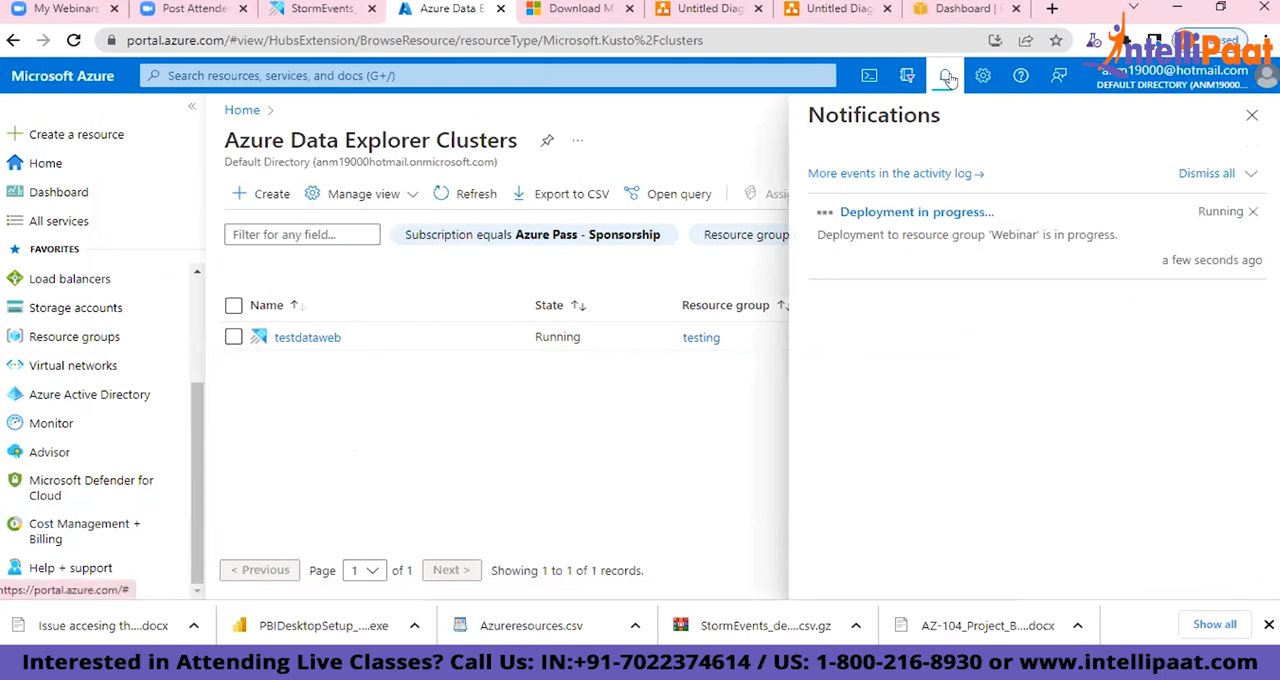 My Webinars
Post Attende
StormEvents_
Azure Data E
Download M
Untitled Diag
Untitled Diag
Dashboard |
portal.azure.com/#view/HubsExtension/BrowseResource/resourceType/Microsoft.Kusto%2Fclusters
IntelliPaat
Microsoft Azure
Search resources, services, and docs (G+/)
anm19000@hotmail.com
DEFAULT DIRECTORY (ANM19000...
Create a resource
Home
Dashboard
All services
FAVORITES
Load balancers
Storage accounts
Resource groups
Virtual networks
Azure Active Directory
Monitor
Advisor
Microsoft Defender for
Cloud
Cost Management +
Billing
Help + support
https://portal.azure.com/#
Home >
Azure Data Explorer Clusters
Default Directory (anm19000hotmail.onmicrosoft.com)
Create
Manage view
Refresh
Export to CSV
Open query
Assi
Filter for any field...
Subscription equals Azure Pass - Sponsorship
Resource group
Name
State
Resource group
testdataweb
Running
testing
< Previous
Page 1 of 1
Next >
Showing 1 to 1 of 1 records.
Notifications
More events in the activity log →
Dismiss all
Deployment in progress...
Running
Deployment to resource group 'Webinar' is in progress.
a few seconds ago
Issue accesing th....docx
PBIDesktopSetup_....exe
Azureresources.csv
StormEvents_de....csv.gz
AZ-104_Project_B....docx
Show all
Interested in Attending Live Classes? Call Us: IN:+91-7022374614 / US: 1-800-216-8930 or www.intellipaat.com